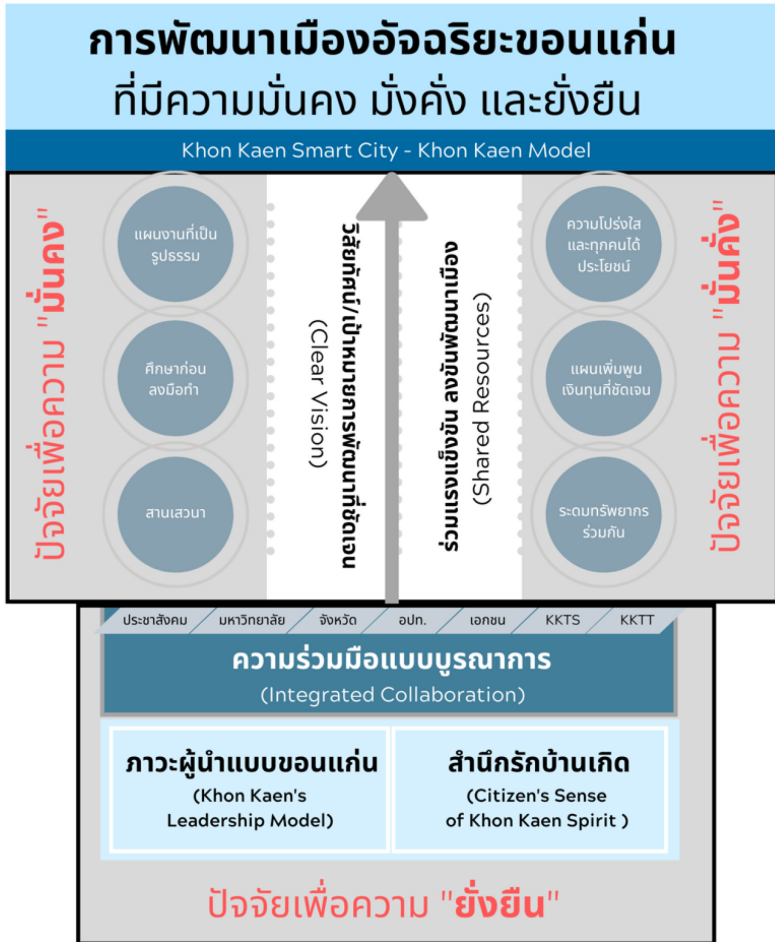 การพัฒนาเมืองอัจฉริยะขอนแก่น
ที่มีความมั่นคง มั่งคั่ง และยั่งยืน
Khon Kaen Smart City - Khon Kaen Model
ปัจจัยเพื่อความ "มั่นคง"
แผนงานที่เป็น
รูปธรรม
ศึกษาก่อน
ลงมือทำ
สานเสวนา
วิสัยทัศน์/เป้าหมายการพัฒนาที่ชัดเจน
(Clear Vision)
ร่วมแรงแข็งขัน ลงขันพัฒนาเมือง
(Shared Resources)
ความโปร่งใส
และทุกคนได้
ประโยชน์
แผนเพิ่มพูน
เงินทุนที่ชัดเจน
ระดมทรัพยากร
ร่วมกัน
ปัจจัยเพื่อความ "มั่งคั่ง"
ประชาสังคม มหาวิทยาลัย จังหวัด อปท. เอกชน KKTS KKTT
ความร่วมมือแบบบูรณาการ
(Integrated Collaboration)
ภาวะผู้นำแบบขอนแก่น
(Khon Kaen's
Leadership Model)
สำนึกรักบ้านเกิด
(Citizen's Sense
of Khon Kaen Spirit )
ปัจจัยเพื่อความ "ยั่งยืน"